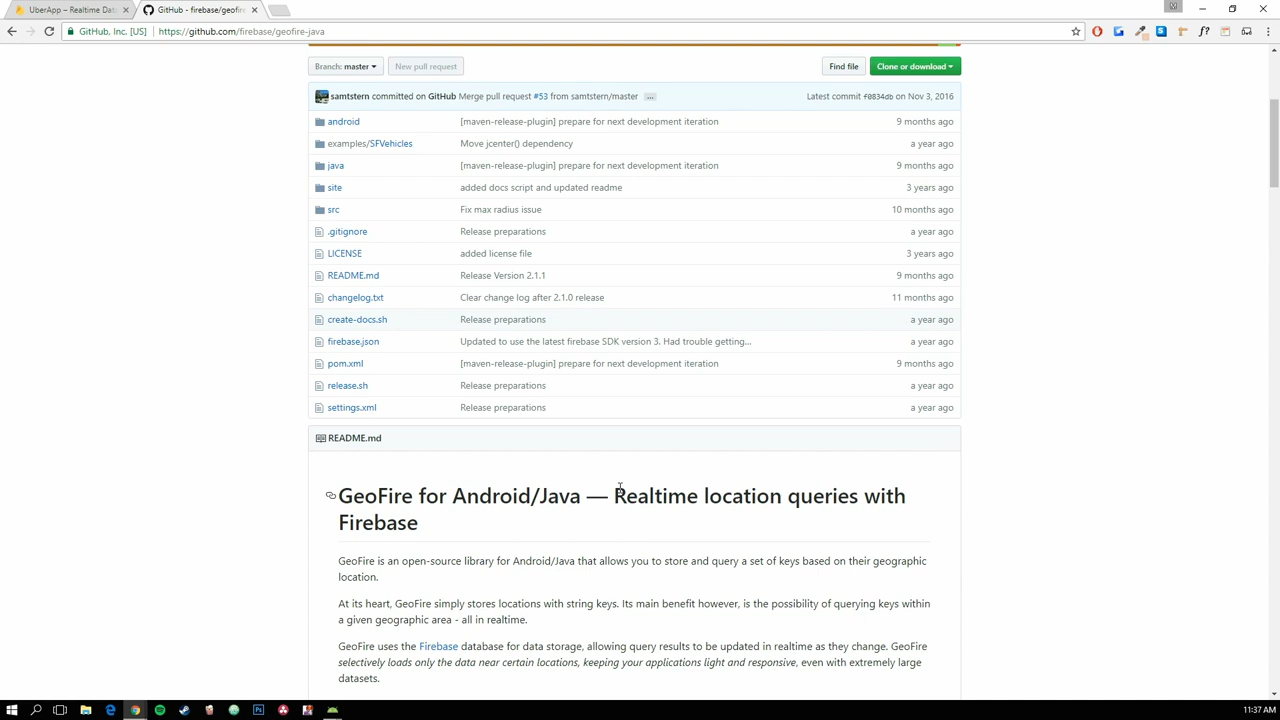 UberApp – Realtime Dat
GitHub - firebase/geofir
GitHub, Inc. [US]
https://github.com/firebase/geofire-java
Branch: master
New pull request
Find file
Clone or download
samtstern committed on GitHub Merge pull request #53 from samtstern/master ...
Latest commit f0834db on Nov 3, 2016
android [maven-release-plugin] prepare for next development iteration 9 months ago
examples/SFVehicles Move jcenter() dependency a year ago
java [maven-release-plugin] prepare for next development iteration 9 months ago
site added docs script and updated readme 3 years ago
src Fix max radius issue 10 months ago
.gitignore Release preparations a year ago
LICENSE added license file 3 years ago
README.md Release Version 2.1.1 9 months ago
changelog.txt Clear change log after 2.1.0 release 11 months ago
create-docs.sh Release preparations a year ago
firebase.json Updated to use the latest firebase SDK version 3. Had trouble getting... a year ago
pom.xml [maven-release-plugin] prepare for next development iteration 9 months ago
release.sh Release preparations a year ago
settings.xml Release preparations a year ago
README.md
GeoFire for Android/Java — Realtime location queries with
Firebase
GeoFire is an open-source library for Android/Java that allows you to store and query a set of keys based on their geographic
location.
At its heart, GeoFire simply stores locations with string keys. Its main benefit however, is the possibility of querying keys within
a given geographic area - all in realtime.
GeoFire uses the Firebase database for data storage, allowing query results to be updated in realtime as they change. GeoFire
selectively loads only the data near certain locations, keeping your applications light and responsive, even with extremely large
datasets.
11:37 AM